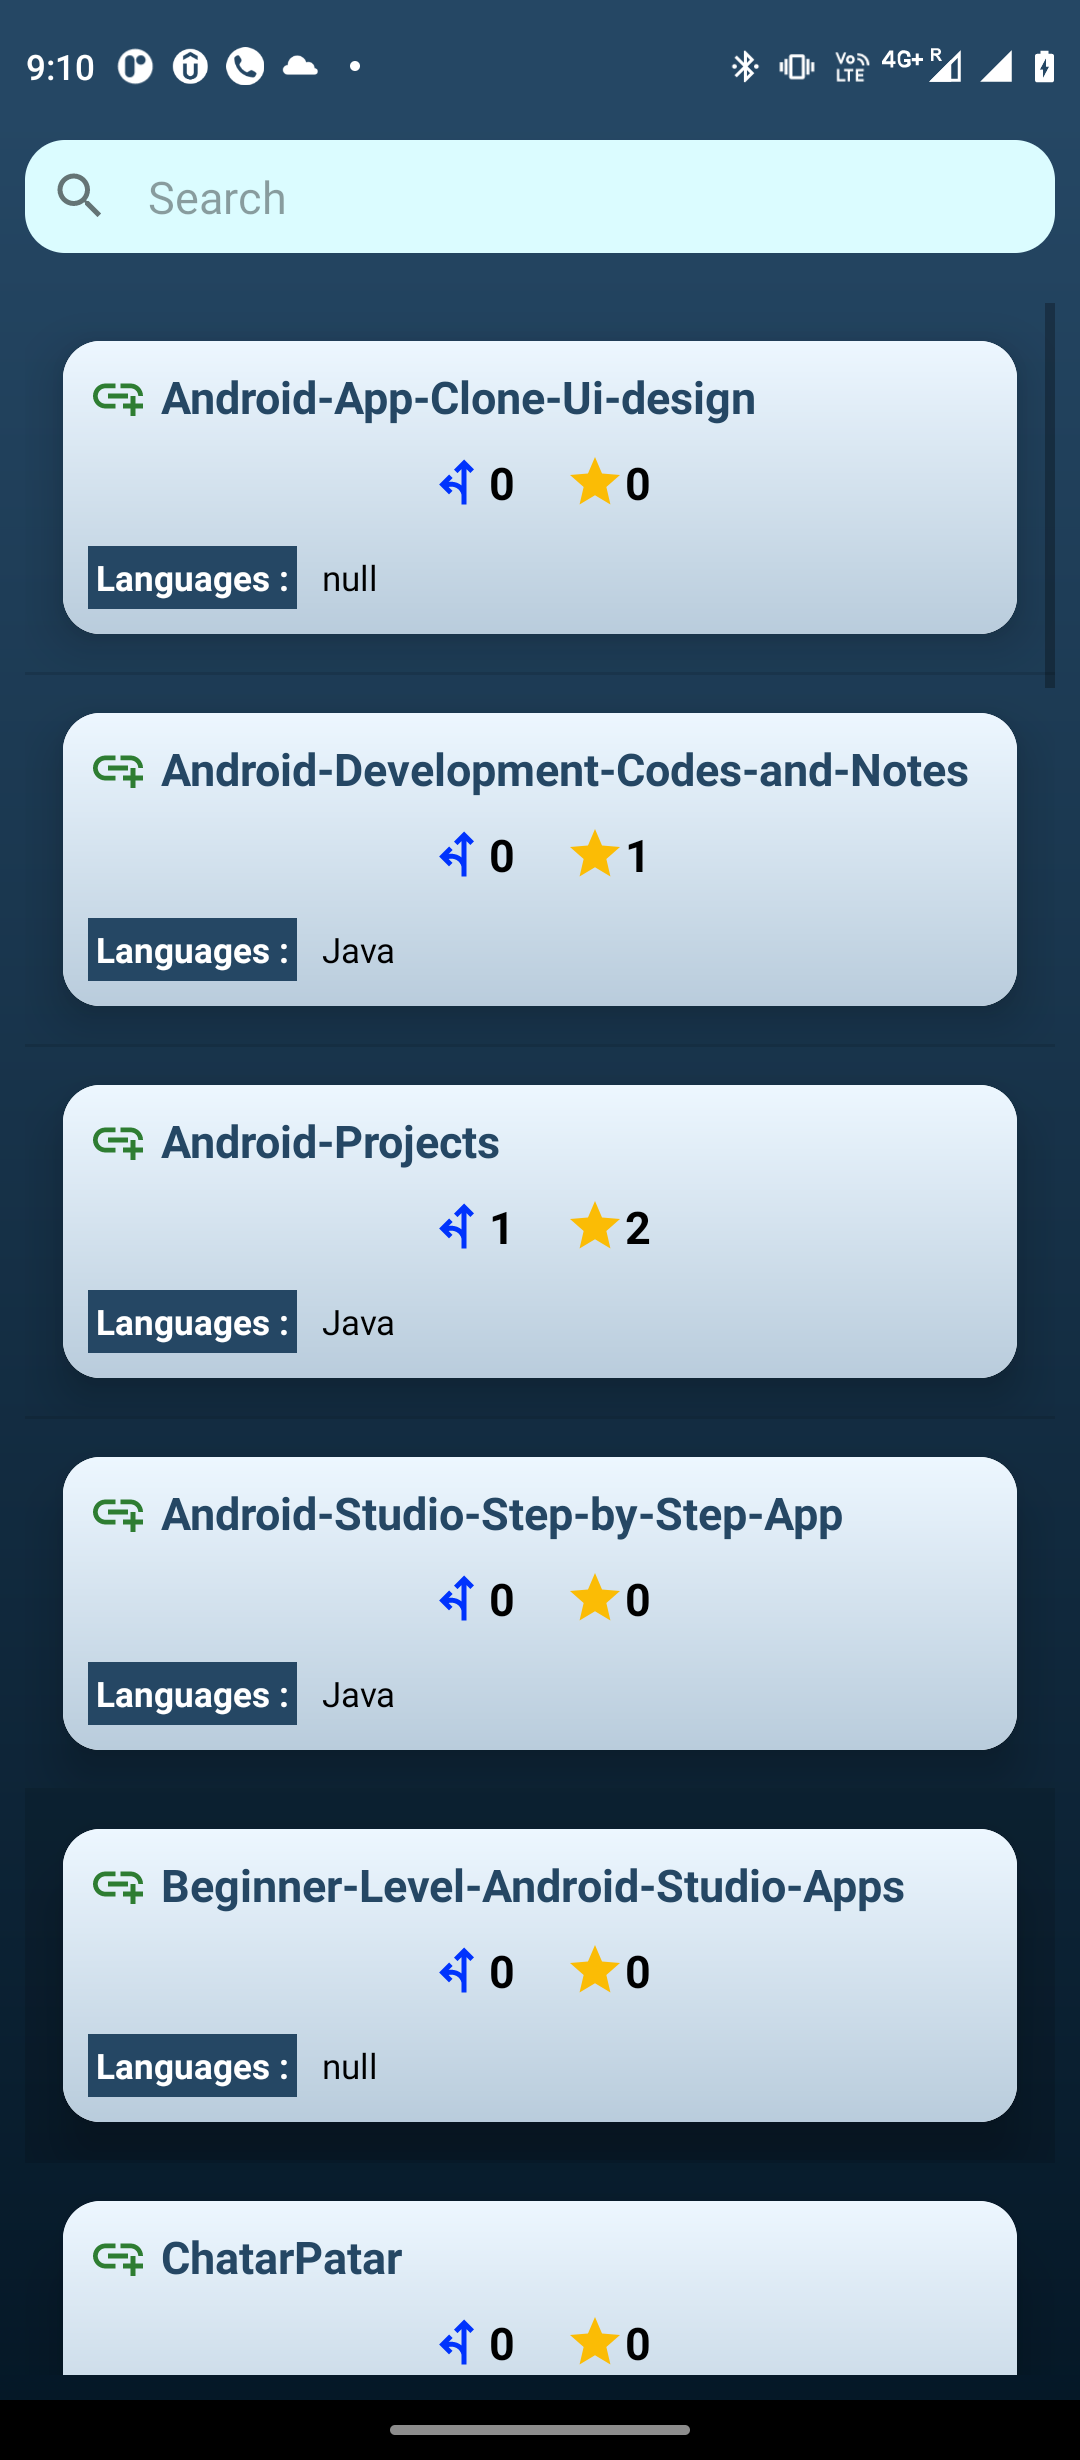 9:10 Vo LTE 4G+ R
Search
Android-App-Clone-Ui-design
0 0
Languages : null
Android-Development-Codes-and-Notes
0 1
Languages : Java
Android-Projects
1 2
Languages : Java
Android-Studio-Step-by-Step-App
0 0
Languages : Java
Beginner-Level-Android-Studio-Apps
0 0
Languages : null
ChatarPatar
0 0